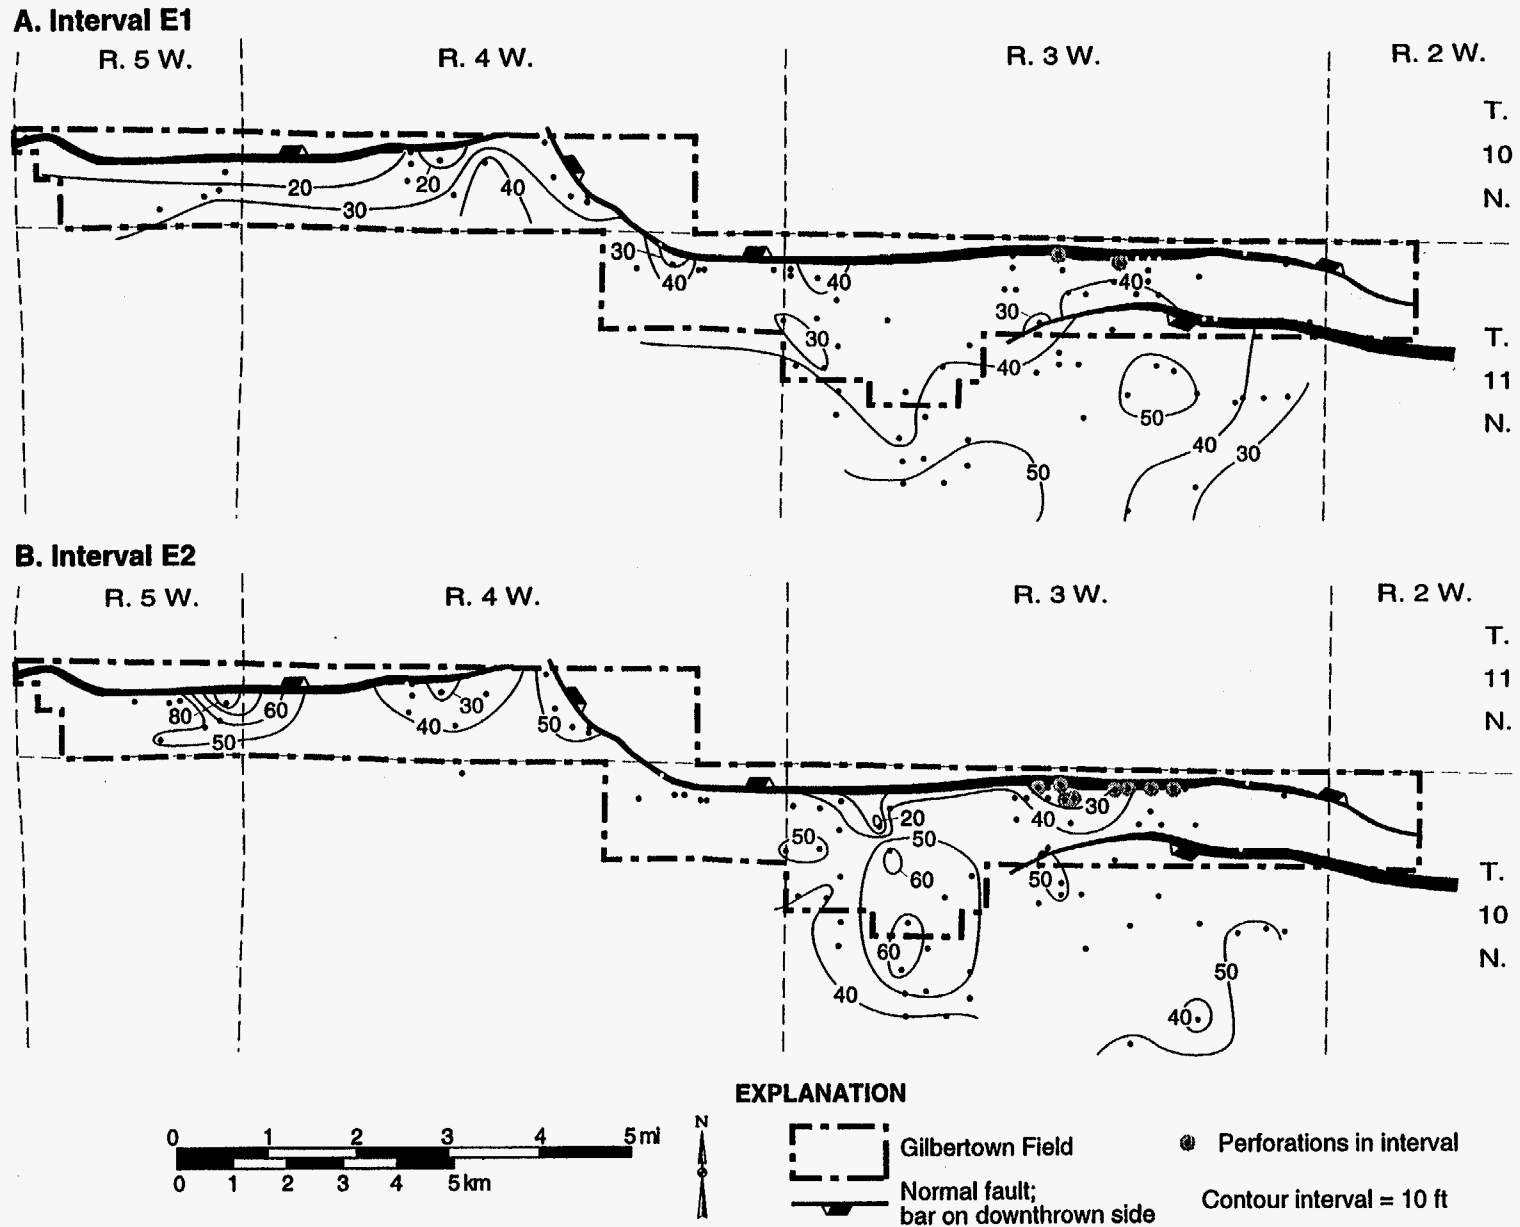 A. Interval E1
R. 5 W. R. 4 W. R. 3 W. R. 2 W.
T.
10
N.
20 20 40
30
30
40 40 40
30
30
T.
40
11
50
N.
40
30
50
B. Interval E2
R. 5 W. R. 4 W. R. 3 W. R. 2 W.
T.
11
N.
80 60 30
40 50
50
30
20 40
50 50
60 50
T.
10
N.
60
50
40
40
EXPLANATION
0 1 2 3 4 5 mi
0 1 2 3 4 5 km
N
Gilbertown Field
Normal fault;
bar on downthrown side
Perforations in interval
Contour interval = 10 ft